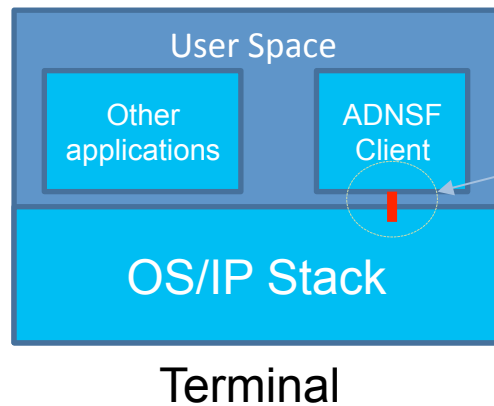 User Space
Other
applications
ADNSF
Client
OS/IP Stack
Terminal